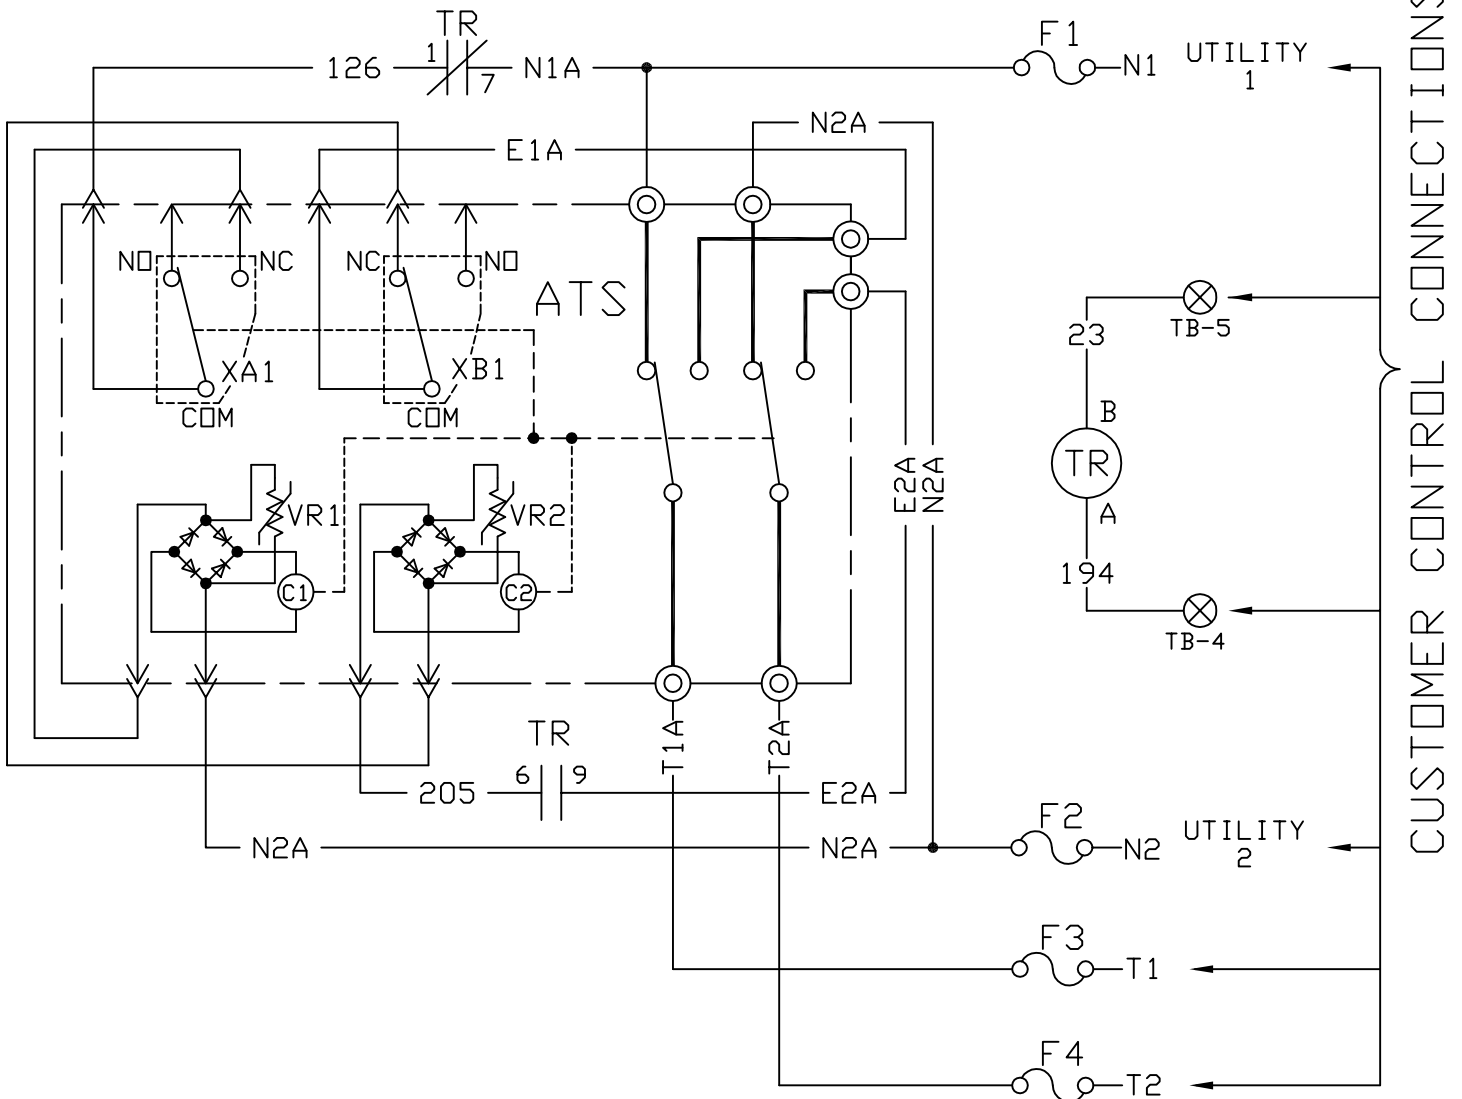 TR
1
7
126
N1A
F1
N1
UTILITY
1
N2A
E1A
NO
NC
NC
NO
ATS
XA1
XB1
COM
COM
TB-5
23
B
TR
A
194
TB-4
E2A
N2A
VR1
VR2
C1
C2
T1A
T2A
TR
6
9
205
E2A
N2A
N2A
F2
N2
UTILITY
2
F3
T1
F4
T2
CUSTOMER CONTROL CONNECTIONS